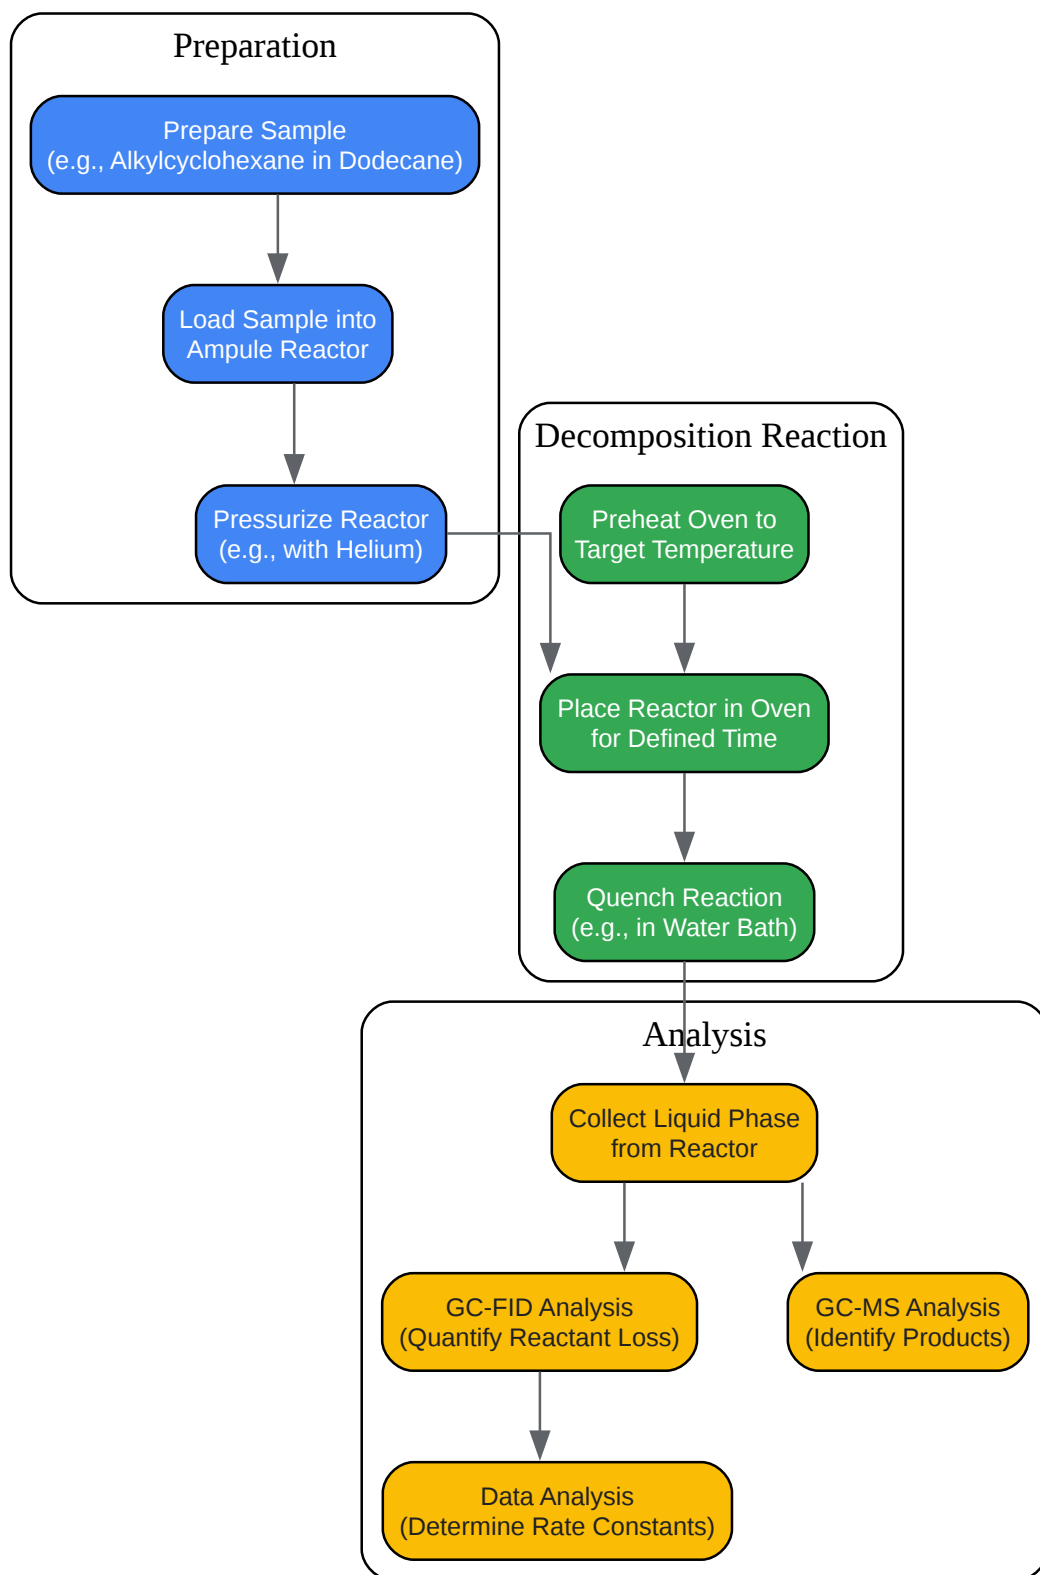 Preparation
Prepare Sample
(e.g., Alkylcyclohexane in Dodecane)
Load Sample into
Ampule Reactor
Pressurize Reactor
(e.g., with Helium)
Decomposition Reaction
Preheat Oven to
Target Temperature
Place Reactor in Oven
for Defined Time
Quench Reaction
(e.g., in Water Bath)
Analysis
Collect Liquid Phase
from Reactor
GC-FID Analysis
(Quantify Reactant Loss)
GC-MS Analysis
(Identify Products)
Data Analysis
(Determine Rate Constants)